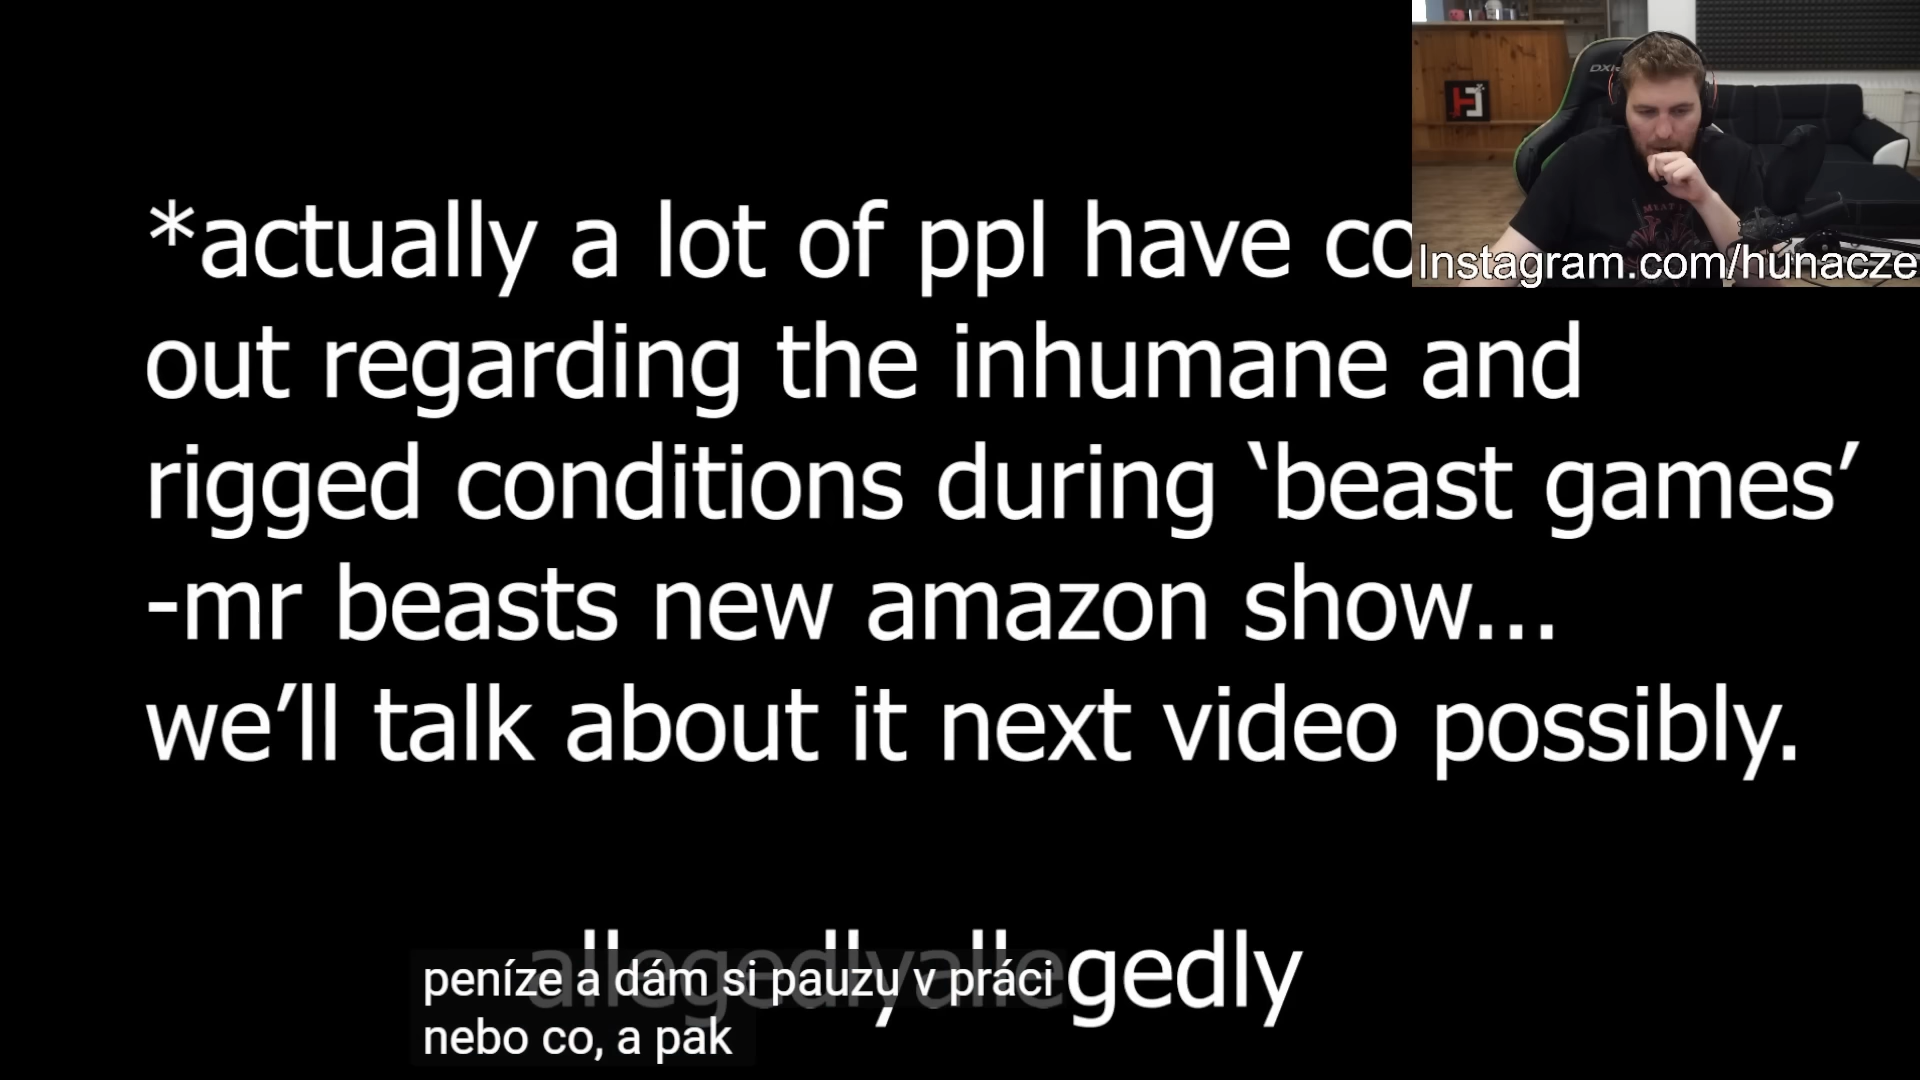 *actually a lot of ppl have co
out regarding the inhumane and
rigged conditions during ‘beast games’
-mr beasts new amazon show...
we’ll talk about it next video possibly.
allegedlyallegedly
peníze a dám si pauzu v práci
nebo co, a pak
Instagram.com/hunacze